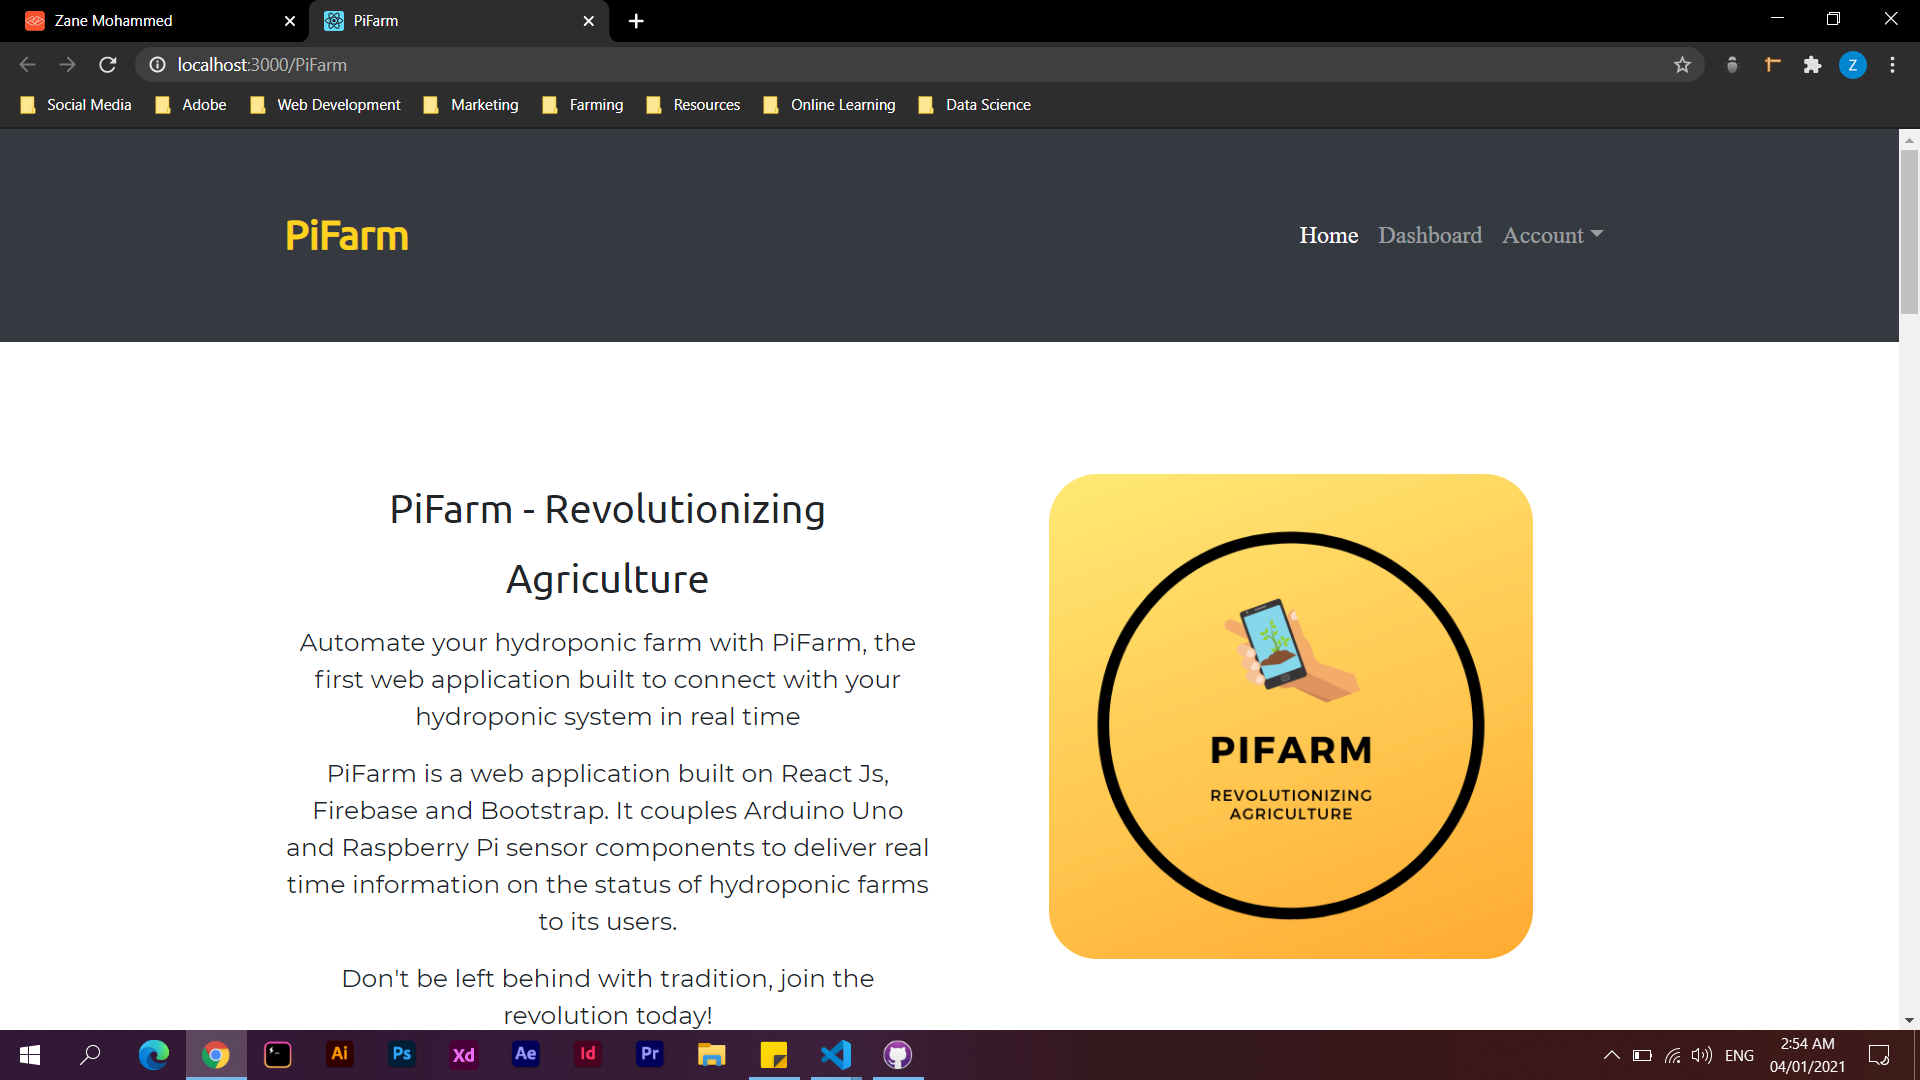 Zane Mohammed
PiFarm
localhost:3000/PiFarm
Z
Social Media
Adobe
Web Development
Marketing
Farming
Resources
Online Learning
Data Science
PiFarm
Home
Dashboard
Account
PiFarm - Revolutionizing
Agriculture
Automate your hydroponic farm with PiFarm, the
first web application built to connect with your
hydroponic system in real time
PiFarm is a web application built on React Js,
Firebase and Bootstrap. It couples Arduino Uno
and Raspberry Pi sensor components to deliver real
time information on the status of hydroponic farms
to its users.
Don't be left behind with tradition, join the
revolution today!
PIFARM
REVOLUTIONIZING
AGRICULTURE
Ai
Ps
Xd
Ae
Id
Pr
ENG
2:54 AM
04/01/2021